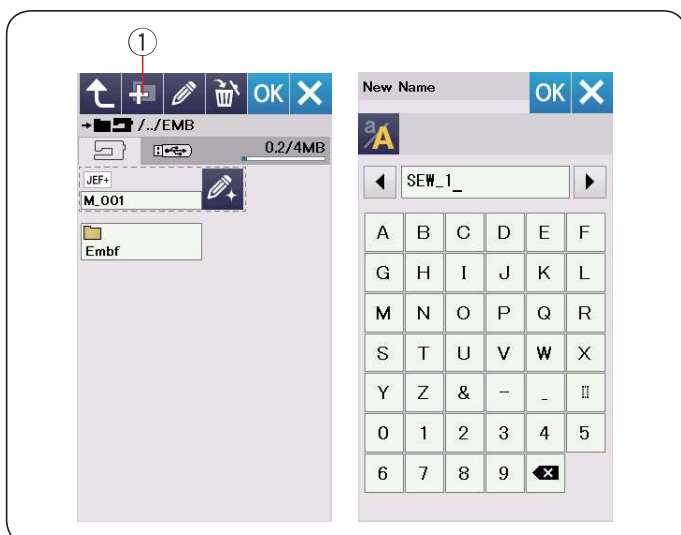 1
OK
→ /../EMB
0.2/4MB
JEF+
M_001
Embf
New Name
OK
a/A
SEW_1_
A B C D E F
G H I J K L
M N O P Q R
S T U V W X
Y Z & - _
0 1 2 3 4 5
6 7 8 9